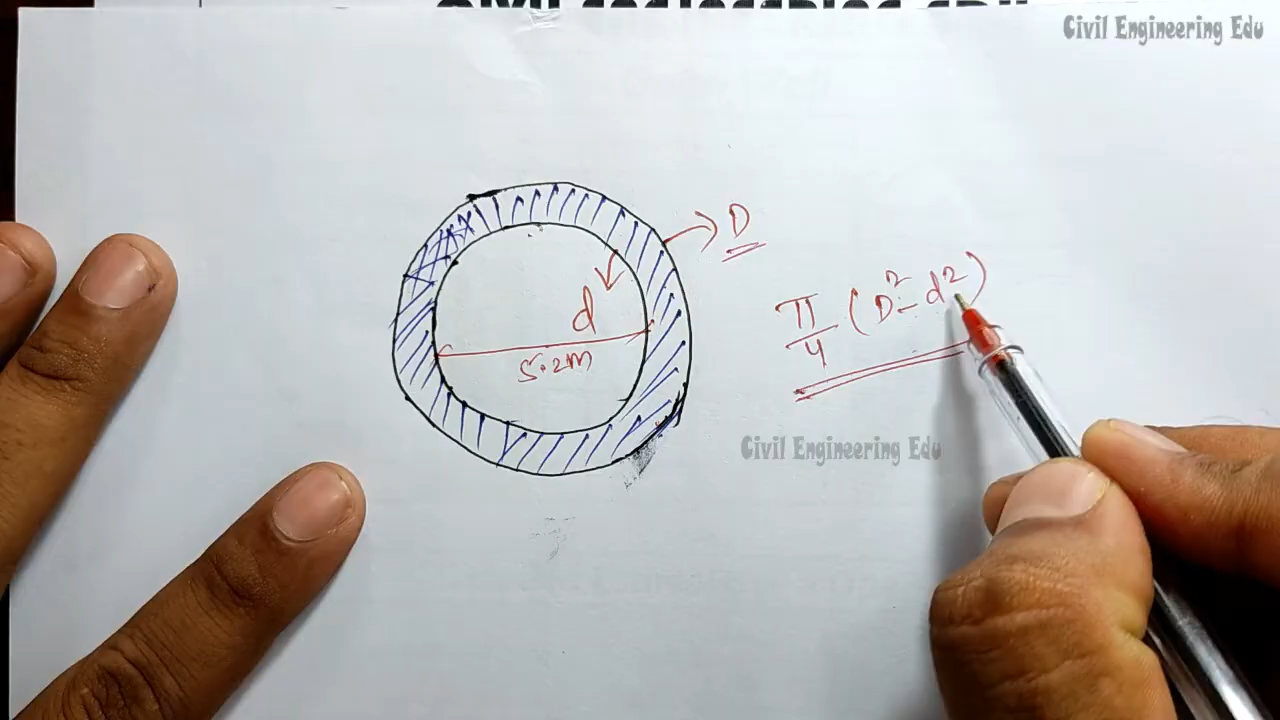 Civil Engineering Edu
D
π/4 (D² - d²)
d
5.2m
Civil Engineering Edu